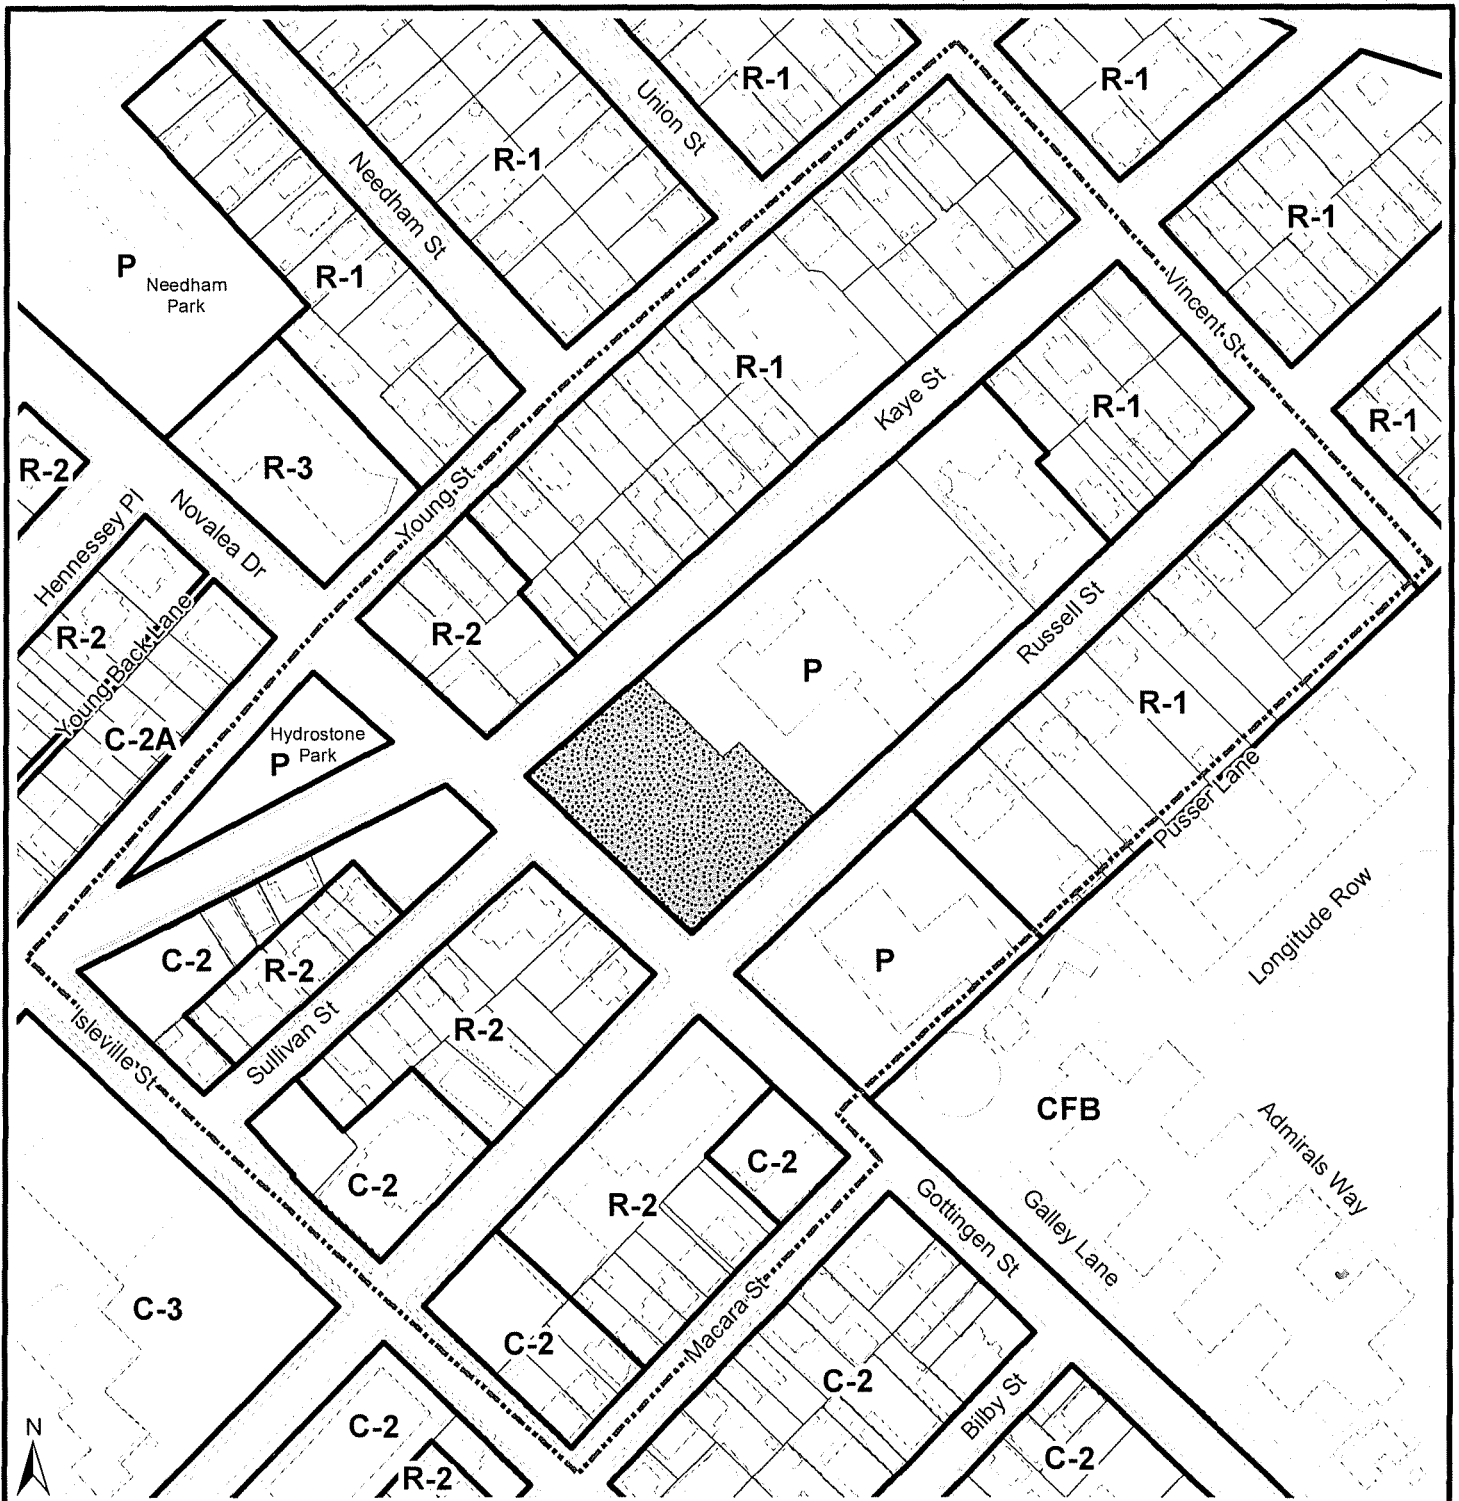 R-1
R-1
Union St
R-1
Needham St
R-1
P
Needham
Park
R-1
Vincent St
R-1
Kaye St
R-1
R-1
R-2
R-3
Young St
Hennessey Pl
Novalea Dr
R-2
Young Back Lane
R-2
Russell St
P
R-1
C-2A
Hydrostone
P Park
Pusser Lane
C-2
R-2
P
Longitude Row
Isleville St
Sullivan St
R-2
CFB
Admirals Way
C-2
C-2
R-2
Gottingen St
Galley Lane
C-3
C-2
Macara St
C-2
Bilby St
N
C-2
R-2
C-2